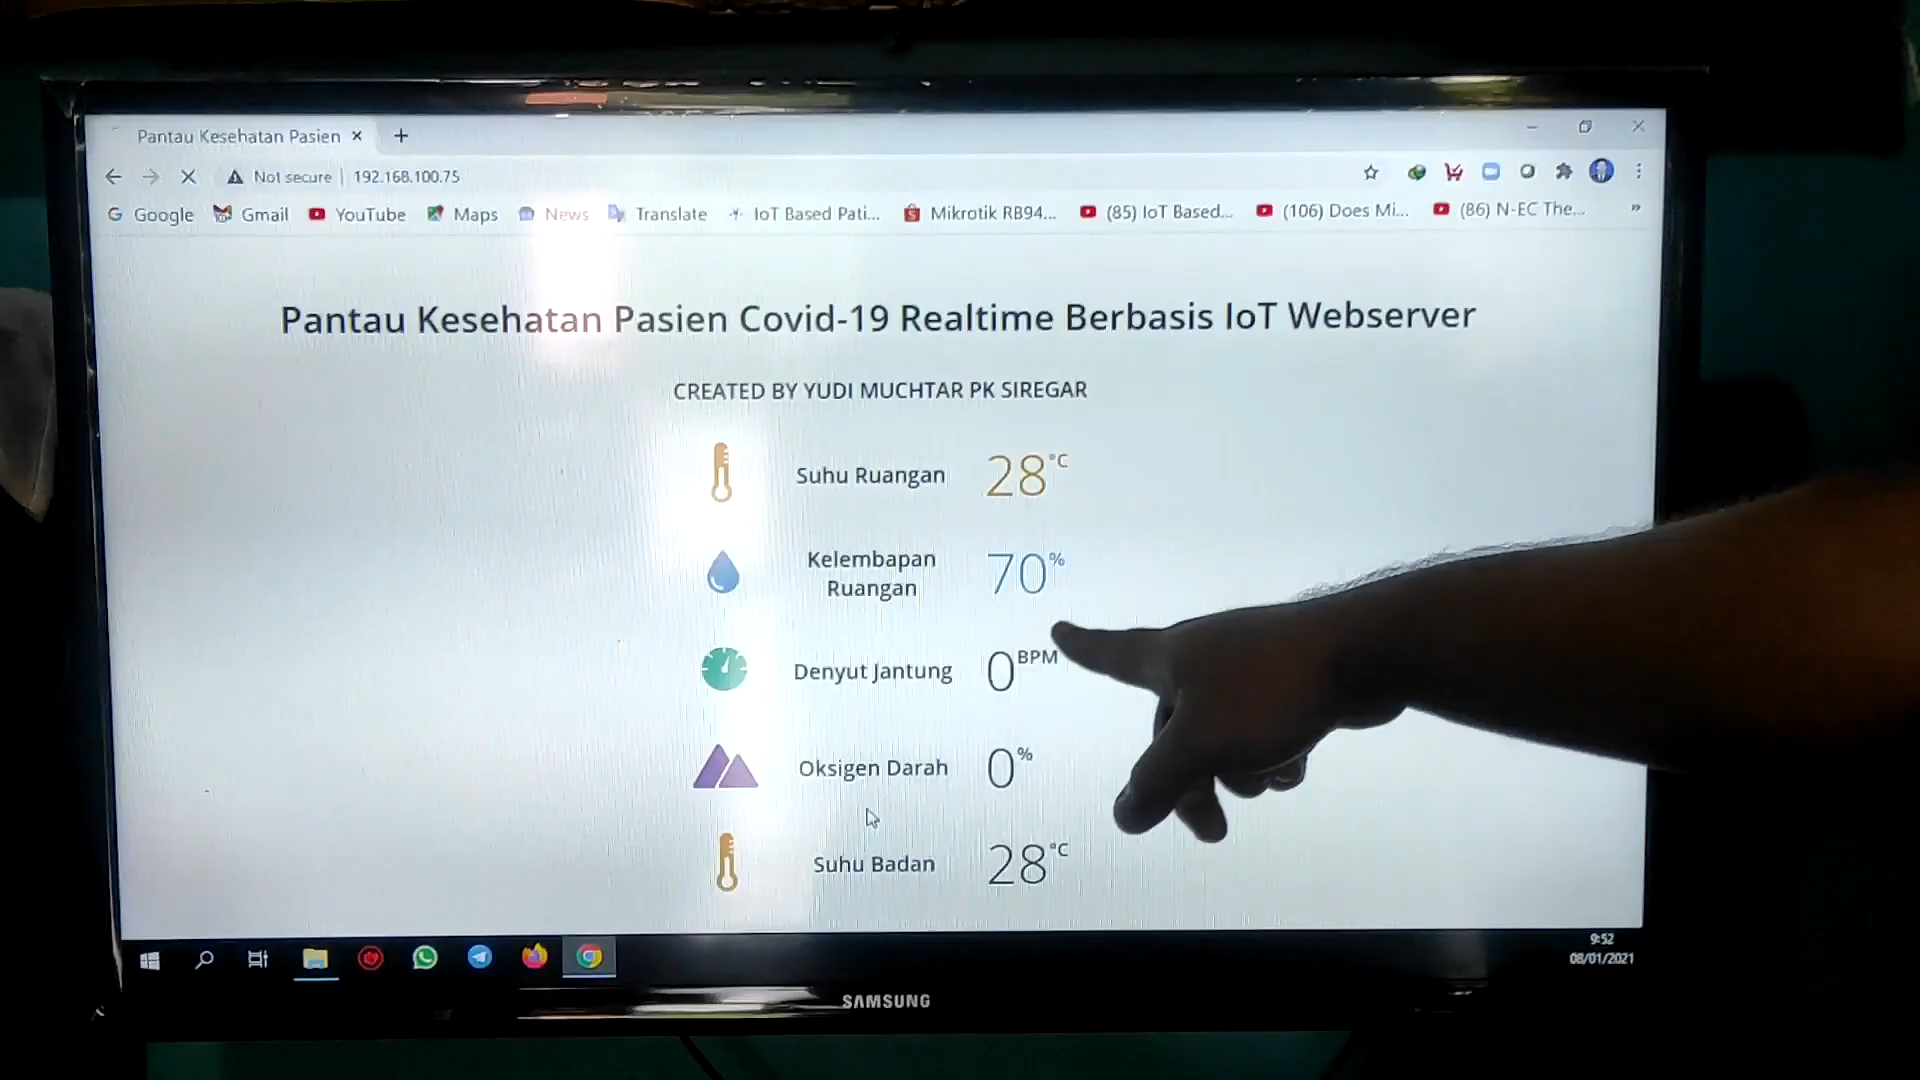 Pantau Kesehatan Pasien
Not secure 192.168.100.75
Google Gmail YouTube Maps News Translate IoT Based Pati... Mikrotik RB94... (85) IoT Based... (106) Does Mi... (86) N-EC The...
Pantau Kesehatan Pasien Covid-19 Realtime Berbasis IoT Webserver
CREATED BY YUDI MUCHTAR PK SIREGAR
Suhu Ruangan 28°C
Kelembapan
Ruangan 70%
Denyut Jantung 0 BPM
Oksigen Darah 0%
Suhu Badan 28°C
9:52
08/01/2021
SAMSUNG